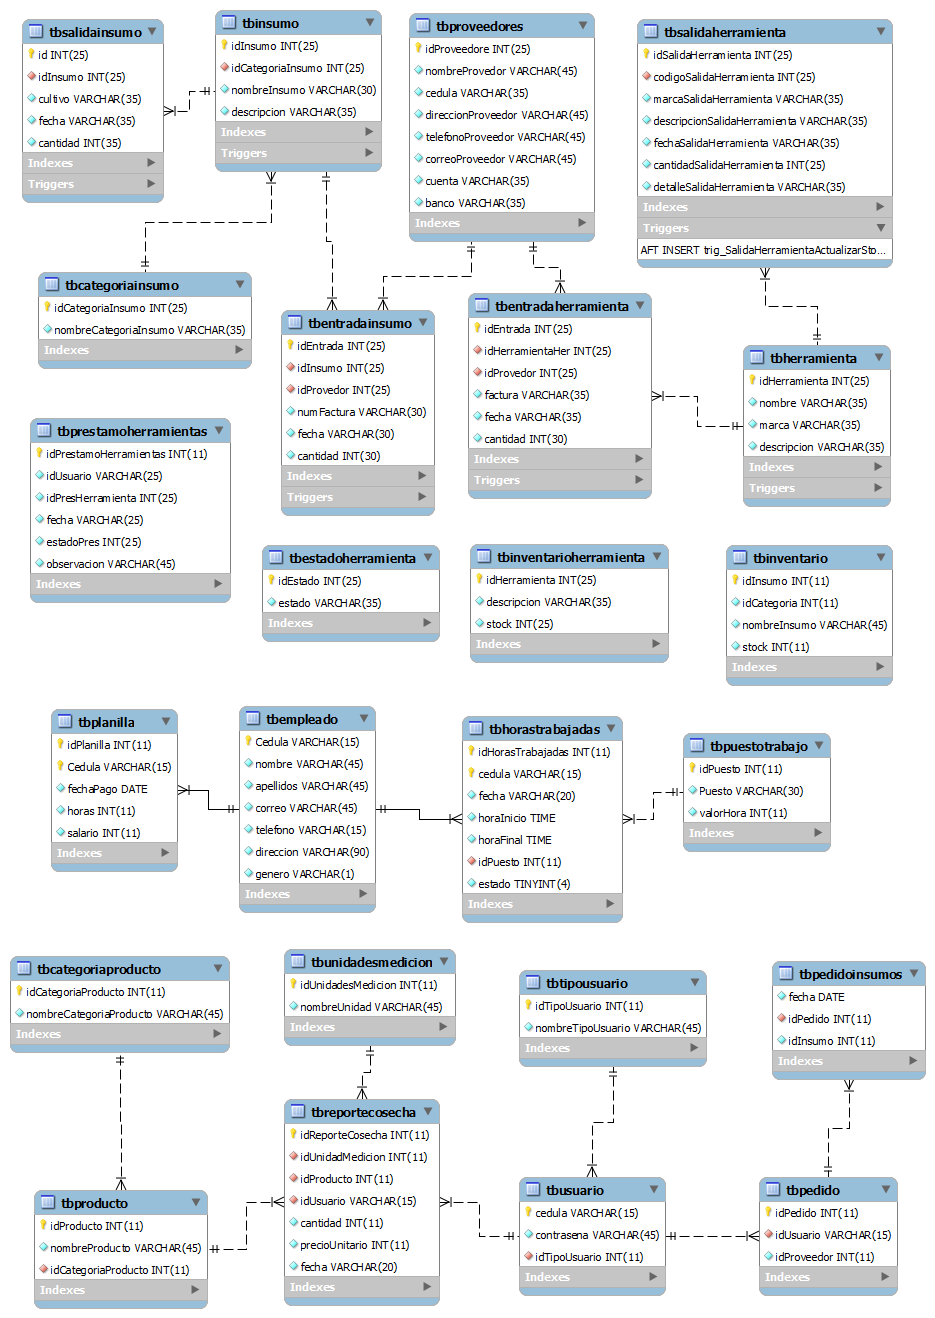 tbsalidainsumo
id INT(25)
idInsumo INT(25)
cultivo VARCHAR(35)
fecha VARCHAR(35)
cantidad INT(35)
Indexes
Triggers
tbinsumo
idInsumo INT(25)
idCategoriaInsumo INT(25)
nombreInsumo VARCHAR(30)
descripcion VARCHAR(35)
Indexes
Triggers
tbproveedores
idProveedore INT(25)
nombreProvedor VARCHAR(45)
cedula VARCHAR(35)
direccionProveedor VARCHAR(45)
telefonoProveedor VARCHAR(45)
correoProveedor VARCHAR(45)
cuenta VARCHAR(35)
banco VARCHAR(35)
Indexes
tbsalidaherramienta
idSalidaHerramienta INT(25)
codigoSalidaHerramienta INT(25)
marcaSalidaHerramienta VARCHAR(35)
descripcionSalidaHerramienta VARCHAR(35)
fechaSalidaHerramienta VARCHAR(35)
cantidadSalidaHerramienta INT(25)
detalleSalidaHerramienta VARCHAR(35)
Indexes
Triggers
AFT INSERT trig_SalidaHerramientaActualizarSto...
tbcategoriainsumo
idCategoriaInsumo INT(25)
nombreCategoriaInsumo VARCHAR(35)
Indexes
tbentradainsumo
idEntrada INT(25)
idInsumo INT(25)
idProvedor INT(25)
numFactura VARCHAR(30)
fecha VARCHAR(30)
cantidad INT(30)
Indexes
Triggers
tbentradaherramienta
idEntrada INT(25)
idHerramientaHer INT(25)
idProvedor INT(25)
factura VARCHAR(35)
fecha VARCHAR(35)
cantidad INT(30)
Indexes
Triggers
tbherramienta
idHerramienta INT(25)
nombre VARCHAR(35)
marca VARCHAR(35)
descripcion VARCHAR(35)
Indexes
Triggers
tbprestamoherramientas
idPrestamoHerramientas INT(11)
idUsuario VARCHAR(25)
idPresHerramienta INT(25)
fecha VARCHAR(25)
estadoPres INT(25)
observacion VARCHAR(45)
Indexes
tbestadoherramienta
idEstado INT(25)
estado VARCHAR(35)
Indexes
tbinventarioherramienta
idHerramienta INT(25)
descripcion VARCHAR(35)
stock INT(25)
Indexes
tbinventario
idInsumo INT(11)
idCategoria INT(11)
nombreInsumo VARCHAR(45)
stock INT(11)
Indexes
tbplanilla
idPlanilla INT(11)
Cedula VARCHAR(15)
fechaPago DATE
horas INT(11)
salario INT(11)
Indexes
tbempleado
Cedula VARCHAR(15)
nombre VARCHAR(45)
apellidos VARCHAR(45)
correo VARCHAR(45)
telefono VARCHAR(15)
direccion VARCHAR(90)
genero VARCHAR(1)
Indexes
tbhorastrabajadas
idHorasTrabajadas INT(11)
cedula VARCHAR(15)
fecha VARCHAR(20)
horaInicio TIME
horaFinal TIME
idPuesto INT(11)
estado TINYINT(4)
Indexes
tbpuestotrabajo
idPuesto INT(11)
Puesto VARCHAR(30)
valorHora INT(11)
Indexes
tbcategoriaproducto
idCategoriaProducto INT(11)
nombreCategoriaProducto VARCHAR(45)
Indexes
tbunidadesmedicion
idUnidadesMedicion INT(11)
nombreUnidad VARCHAR(45)
Indexes
tbtipousuario
idTipoUsuario INT(11)
nombreTipoUsuario VARCHAR(45)
Indexes
tbpedidoinsumos
fecha DATE
idPedido INT(11)
idInsumo INT(11)
Indexes
tbproducto
idProducto INT(11)
nombreProducto VARCHAR(45)
idCategoriaProducto INT(11)
Indexes
tbreportecosecha
idReporteCosecha INT(11)
idUnidadMedicion INT(11)
idProducto INT(11)
idUsuario VARCHAR(15)
cantidad INT(11)
precioUnitario INT(11)
fecha VARCHAR(20)
Indexes
tbusuario
cedula VARCHAR(15)
contrasena VARCHAR(45)
idTipoUsuario INT(11)
Indexes
tbpedido
idPedido INT(11)
idUsuario VARCHAR(15)
idProveedor INT(11)
Indexes